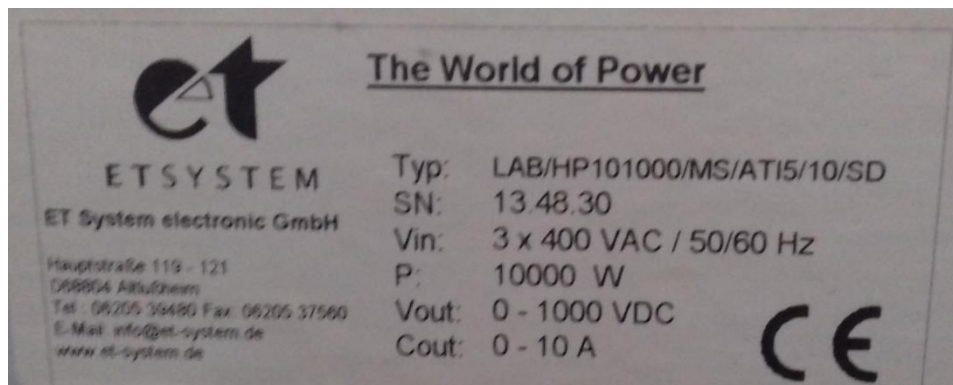 et
The World of Power
ETSYSTEM
ET System electronic GmbH
Hauptstraße 119 - 121
D68804 Altlußheim
Tel.: 06205 39480 Fax: 06205 37560
E-Mail: info@et-system.de
www.et-system.de
Typ: LAB/HP101000/MS/ATI5/10/SD
SN: 13.48.30
Vin: 3 x 400 VAC / 50/60 Hz
P: 10000 W
Vout: 0 - 1000 VDC
Cout: 0 - 10 A
CE